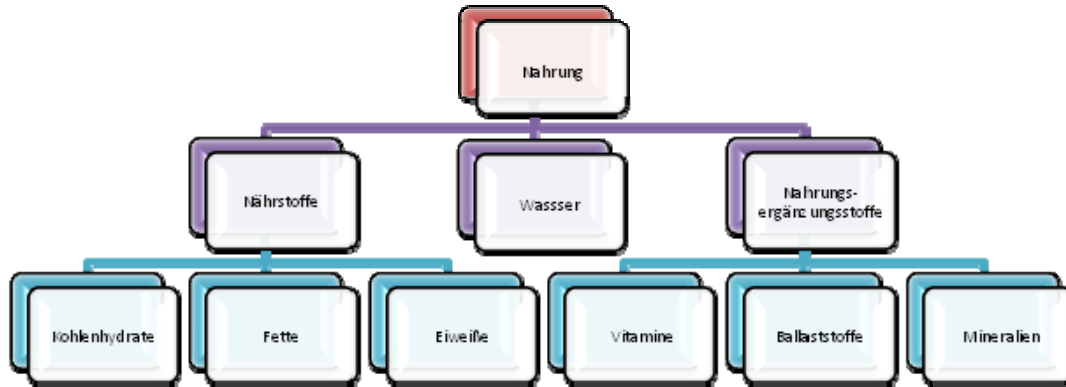 Nahrung
Nährstoffe
Wassser
Nahrungs-
ergänzungsstoffe
Kohlenhydrate
Fette
Eiweiße
Vitamine
Ballaststoffe
Mineralien